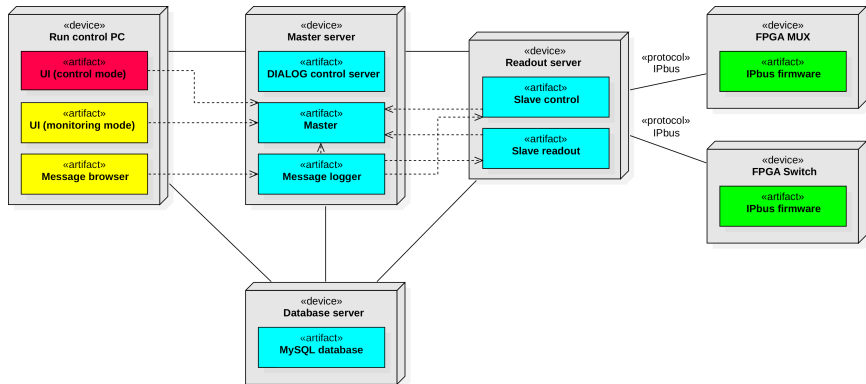 «device»
Run control PC
«artifact»
UI (control mode)
«artifact»
UI (monitoring mode)
«artifact»
Message browser
«device»
Master server
«artifact»
DIALOG control server
«artifact»
Master
«artifact»
Message logger
«device»
Readout server
«artifact»
Slave control
«artifact»
Slave readout
«protocol»
IPbus
«protocol»
IPbus
«device»
FPGA MUX
«artifact»
IPbus firmware
«device»
FPGA Switch
«artifact»
IPbus firmware
«device»
Database server
«artifact»
MySQL database